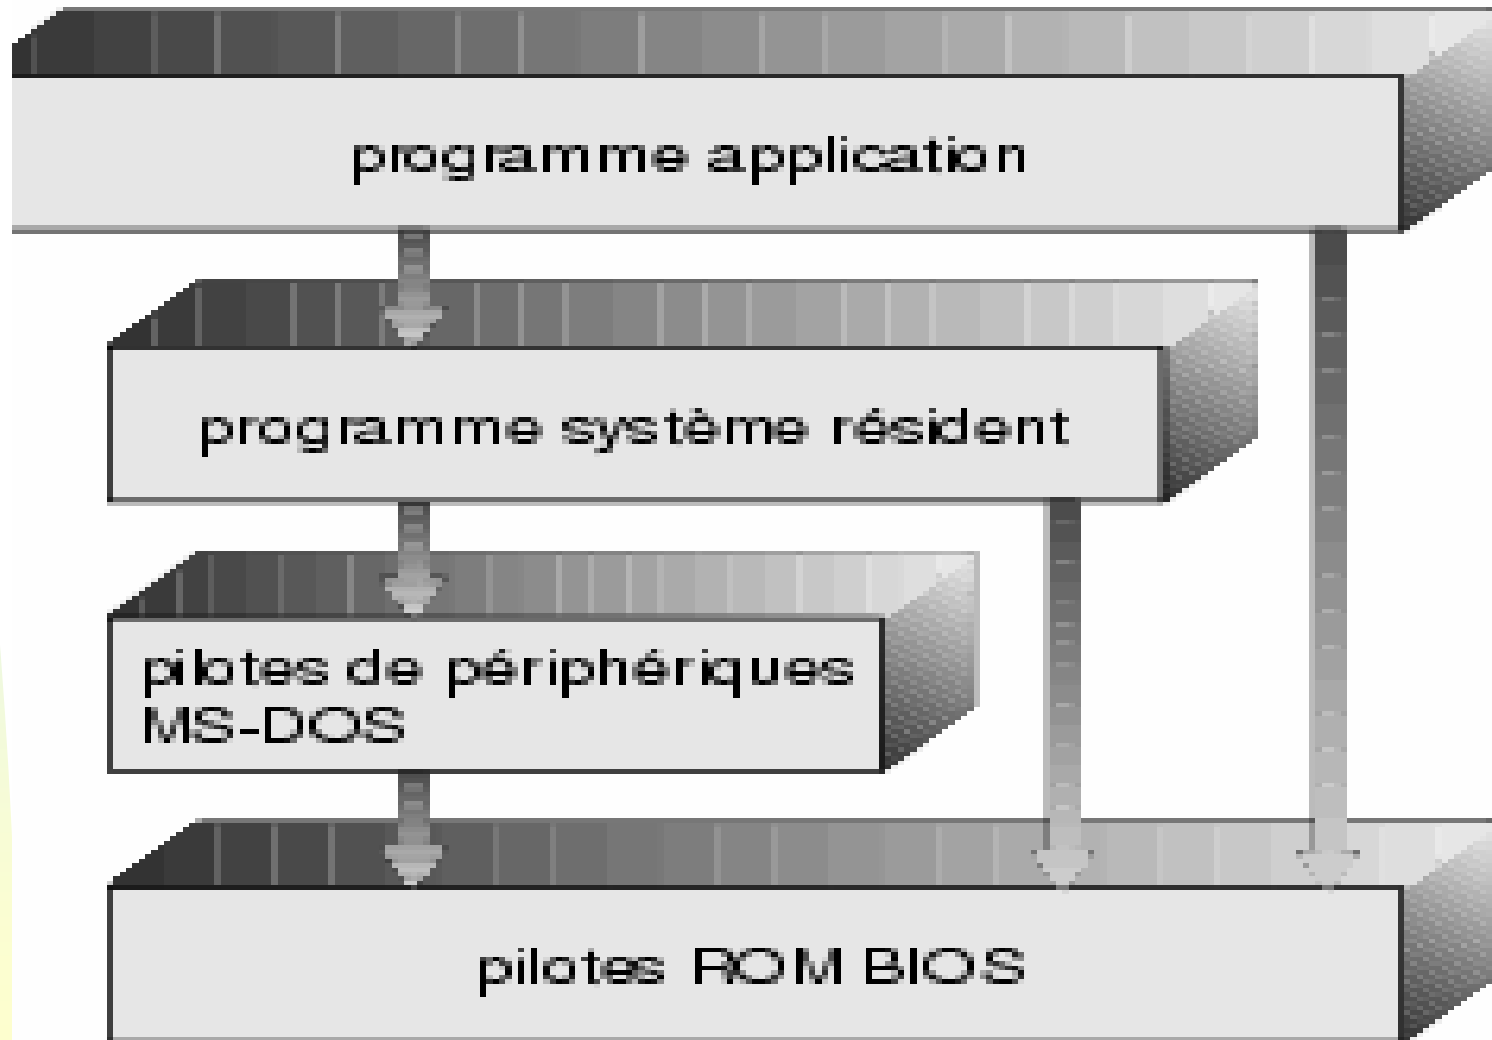 programme application
programme système résident
pilotes de périphériques
MS-DOS
pilotes ROM BIOS